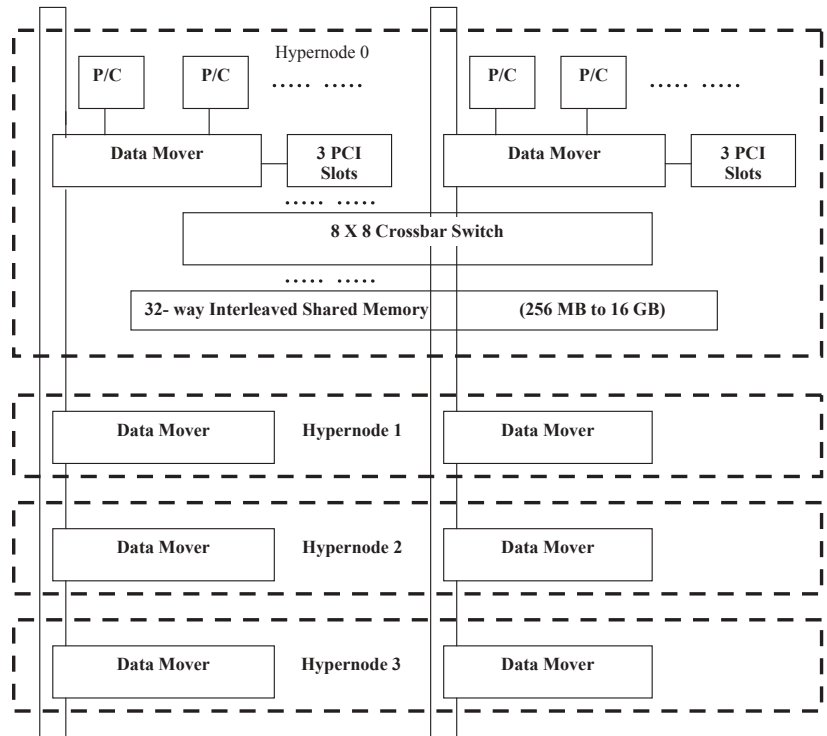 Hypernode 0
P/C P/C ..... ..... P/C P/C ..... .....
Data Mover 3 PCI Data Mover 3 PCI
Slots Slots
..... .....
8 X 8 Crossbar Switch
..... .....
32- way Interleaved Shared Memory (256 MB to 16 GB)
Data Mover Hypernode 1 Data Mover
Data Mover Hypernode 2 Data Mover
Data Mover Hypernode 3 Data Mover